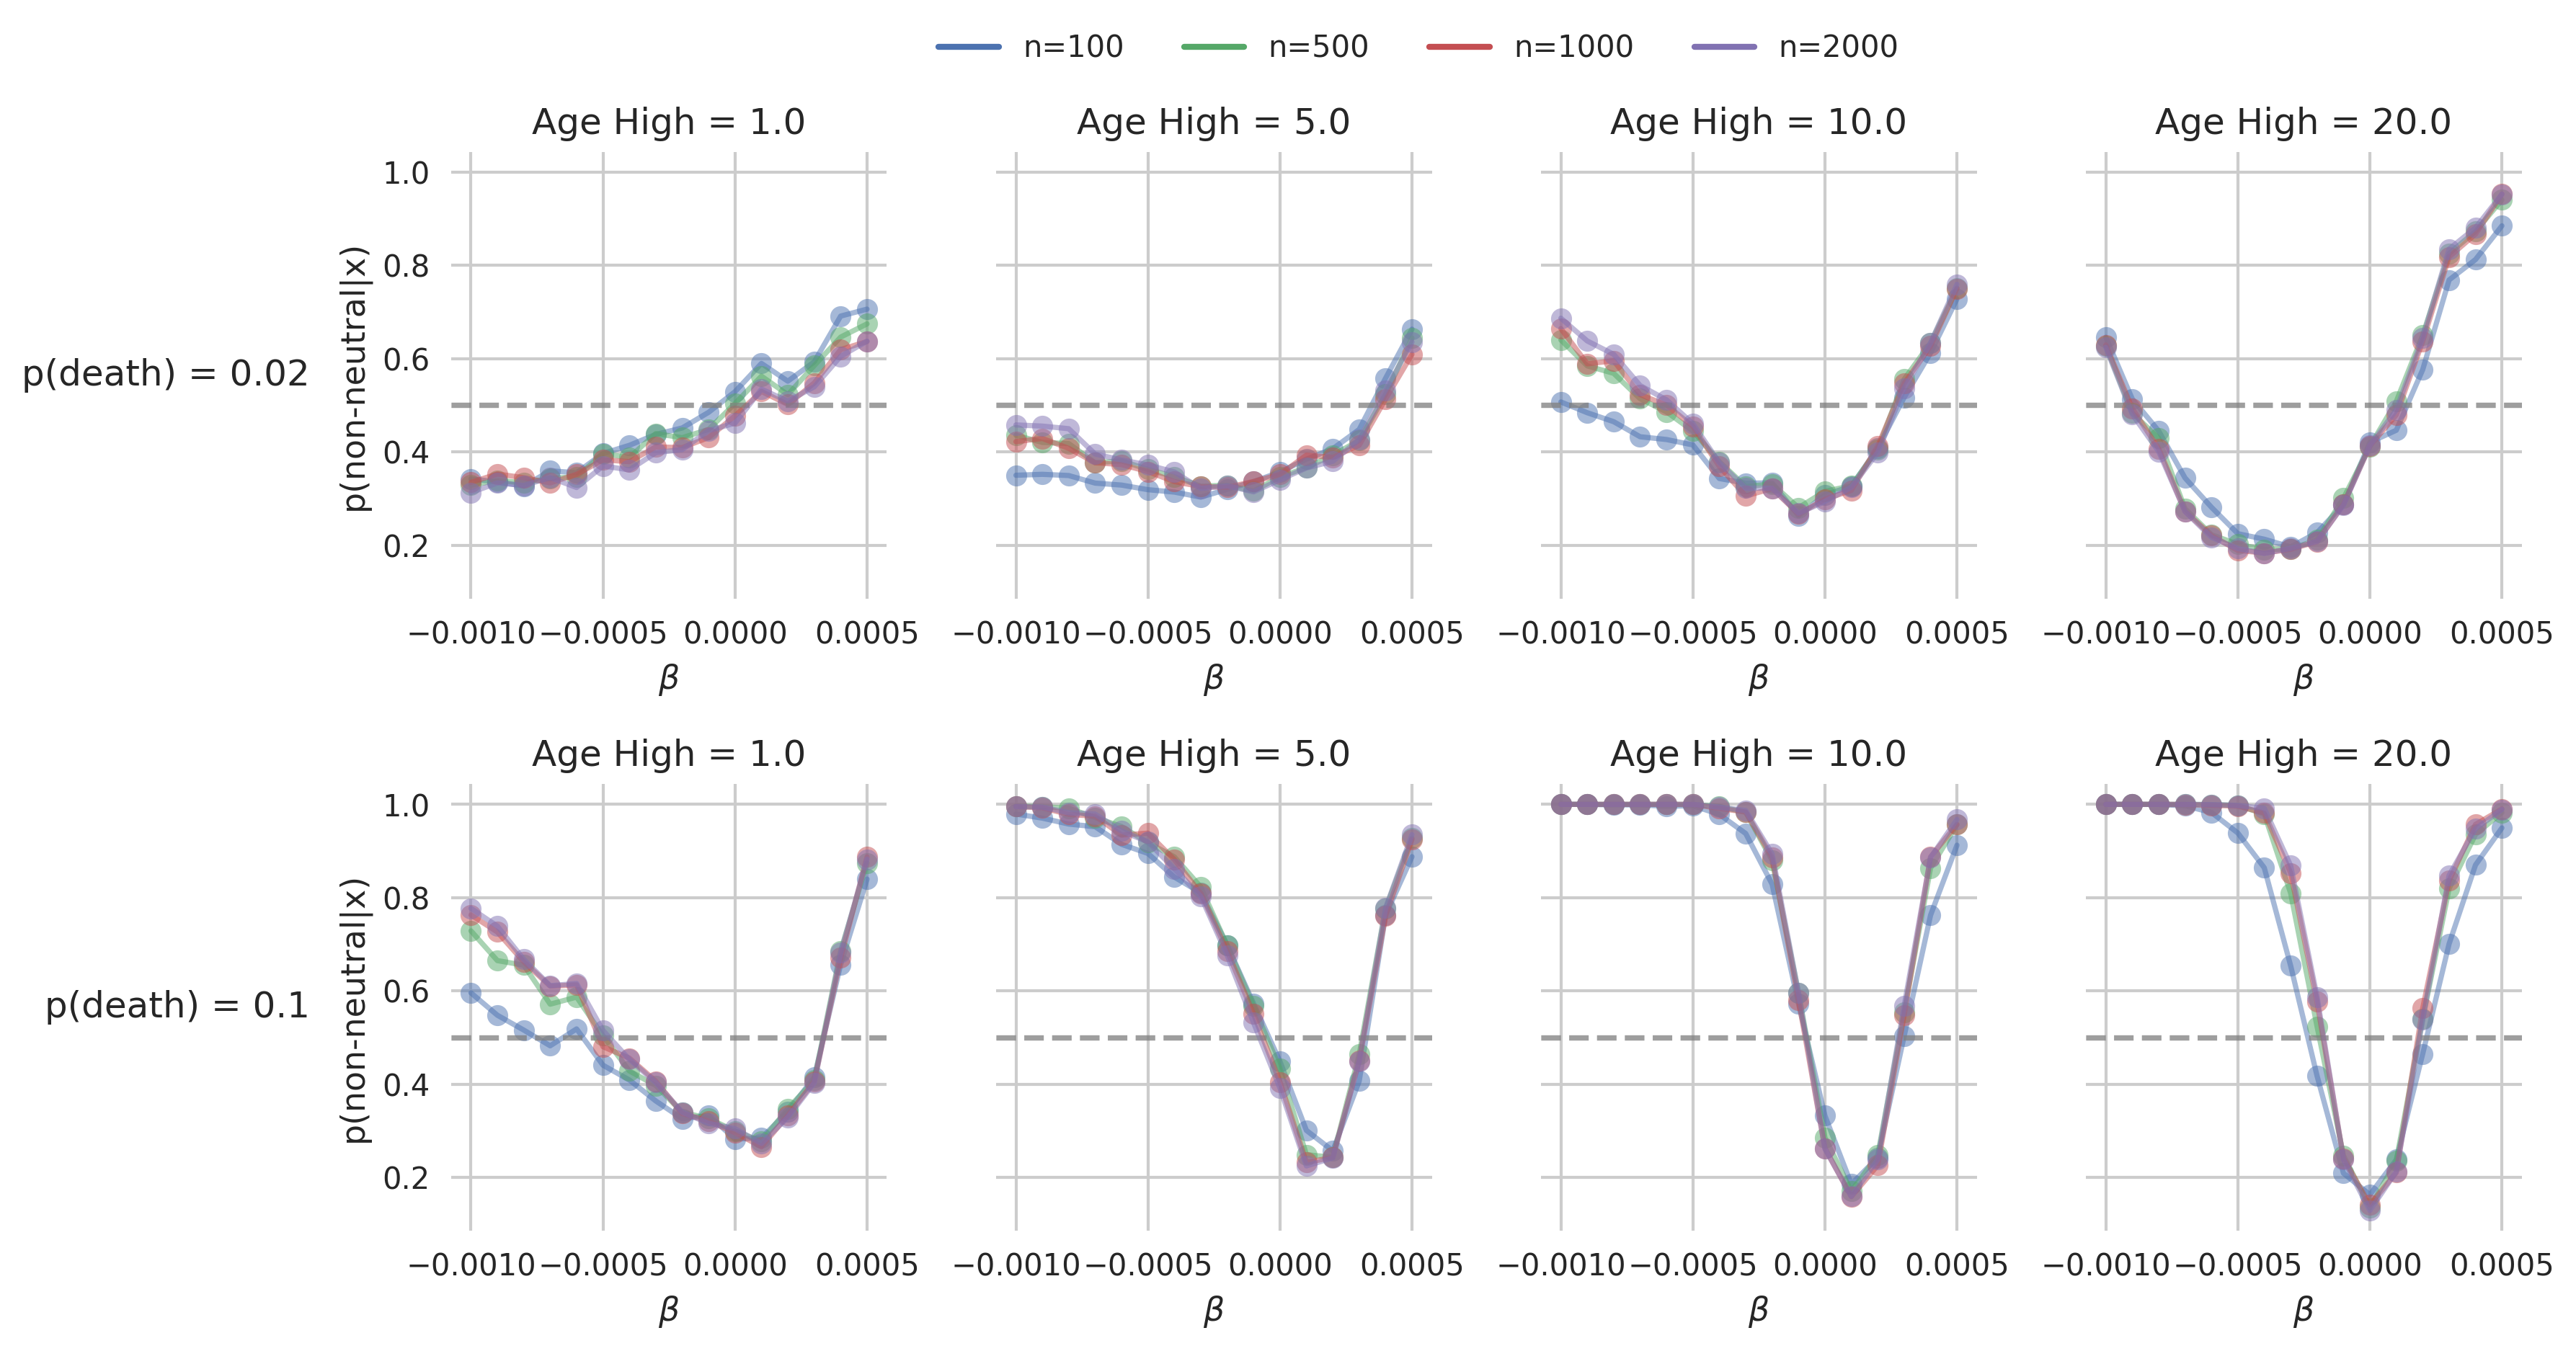 n=100 n=500 n=1000 n=2000
Age High = 1.0 Age High = 5.0 Age High = 10.0 Age High = 20.0
p(death) = 0.02
p(non-neutral|x)
1.0
0.8
0.6
0.4
0.2
−0.0010 −0.0005 0.0000 0.0005 −0.0010 −0.0005 0.0000 0.0005 −0.0010 −0.0005 0.0000 0.0005 −0.0010 −0.0005 0.0000 0.0005
β β β β
Age High = 1.0 Age High = 5.0 Age High = 10.0 Age High = 20.0
p(death) = 0.1
p(non-neutral|x)
1.0
0.8
0.6
0.4
0.2
−0.0010 −0.0005 0.0000 0.0005 −0.0010 −0.0005 0.0000 0.0005 −0.0010 −0.0005 0.0000 0.0005 −0.0010 −0.0005 0.0000 0.0005
β β β β